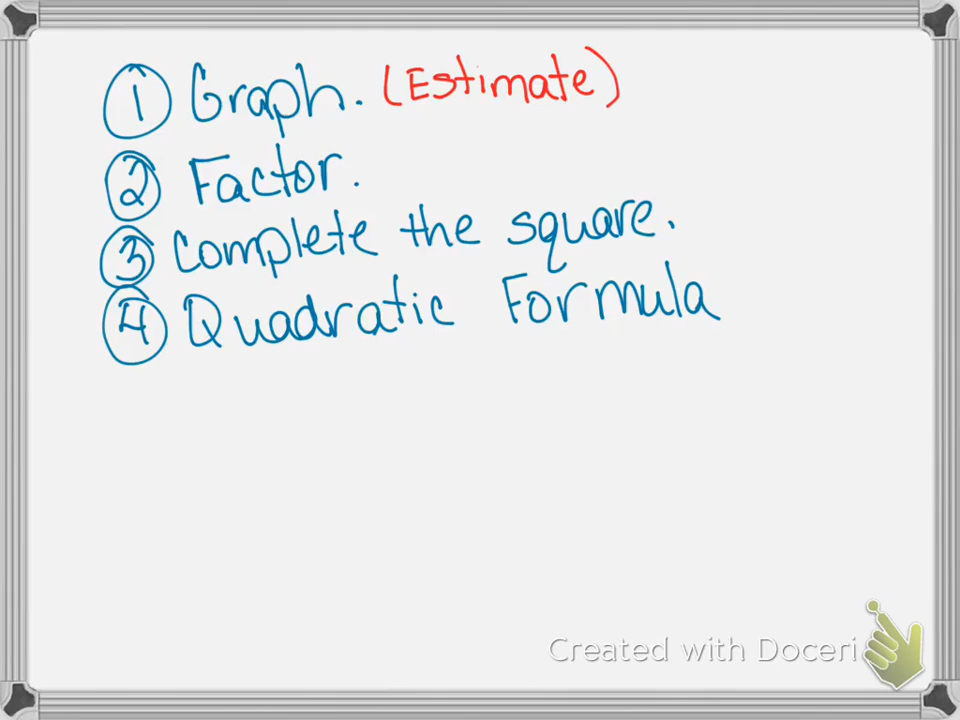 ① Graph. (Estimate)
② Factor.
③ Complete the square.
④ Quadratic Formula
Created with Doceri